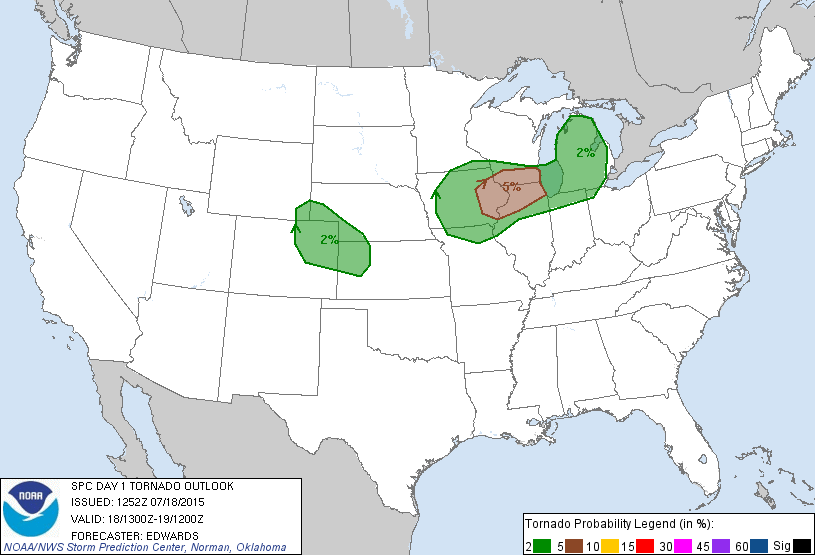 2%
5%
2%
NOAA
SPC DAY 1 TORNADO OUTLOOK
ISSUED: 1252Z 07/18/2015
VALID: 18/1300Z-19/1200Z
FORECASTER: EDWARDS
NOAA/NWS Storm Prediction Center, Norman, Oklahoma
Tornado Probability Legend (in %):
2 5 10 15 30 45 60 Sig